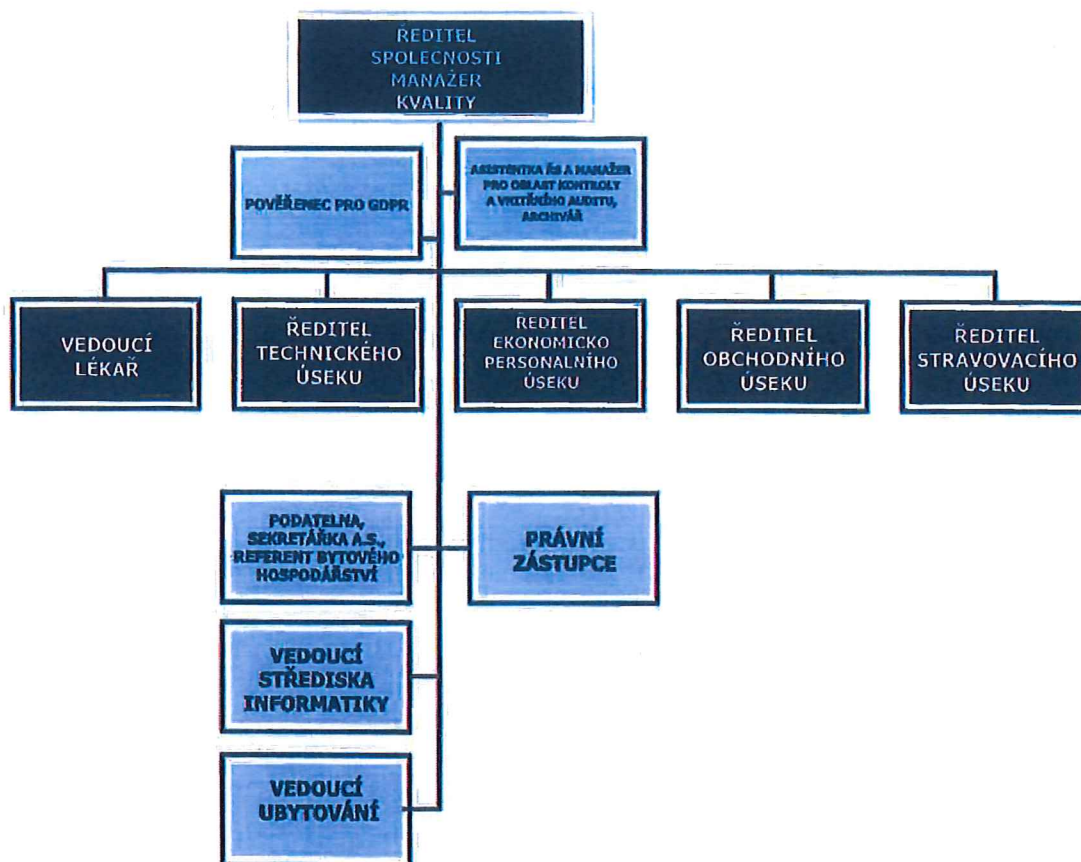 ŘEDITEL
SPOLECNOSTI
MANAŽER
KVALITY
POVĚŘENEC PRO GDPR
ASISTENTKA ŘS A MANAŽER
PRO OBLAST KONTROLY
A VNITŘNÍHO AUDITU,
ARCHIVÁŘ
VEDOUCÍ
LÉKAŘ
ŘEDITEL
TECHNICKÉHO
ÚSEKU
ŘEDITEL
EKONOMICKO
PERSONALNÍHO
ÚSEKU
ŘEDITEL
OBCHODNÍHO
ÚSEKU
ŘEDITEL
STRAVOVACÍHO
ÚSEKU
PODATELNA,
SEKRETÁŘKA A.S.,
REFERENT BYTOVÉHO
HOSPODÁŘSTVÍ
PRÁVNÍ
ZÁSTUPCE
VEDOUCÍ
STŘEDISKA
INFORMATIKY
VEDOUCÍ
UBYTOVÁNÍ